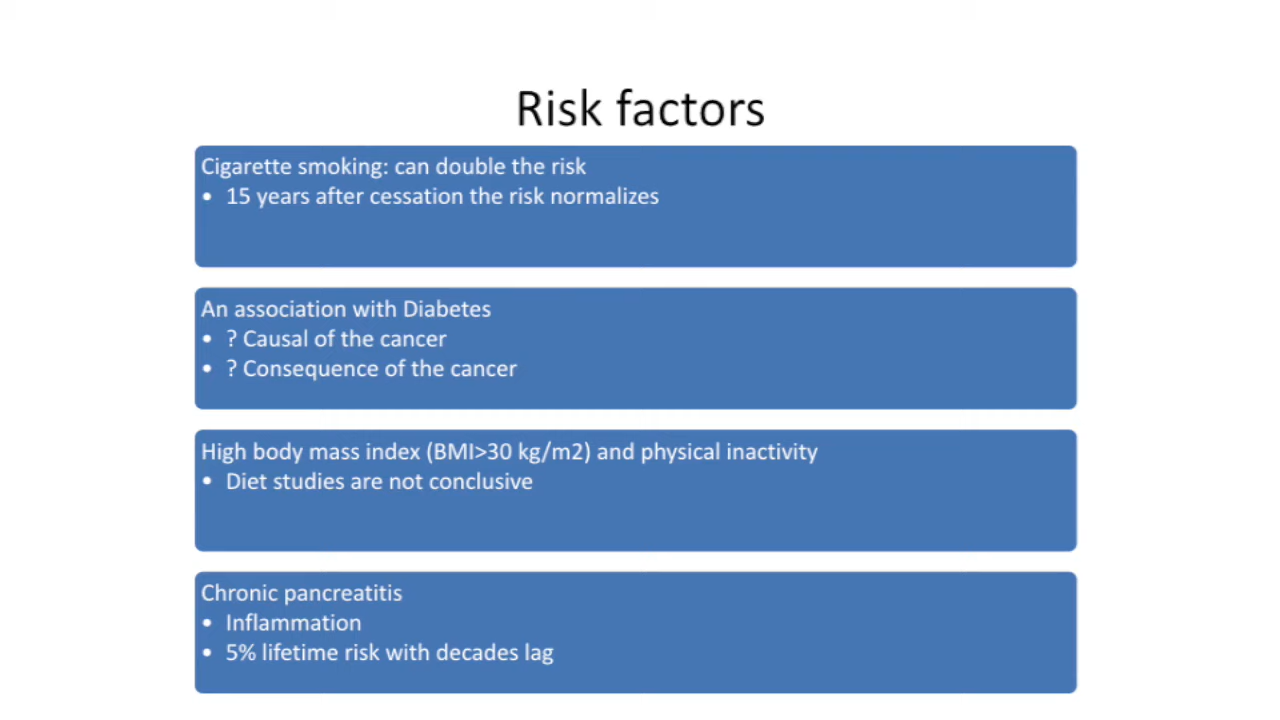 Risk factors
Cigarette smoking: can double the risk
• 15 years after cessation the risk normalizes
An association with Diabetes
• ? Causal of the cancer
• ? Consequence of the cancer
High body mass index (BMI>30 kg/m2) and physical inactivity
• Diet studies are not conclusive
Chronic pancreatitis
• Inflammation
• 5% lifetime risk with decades lag